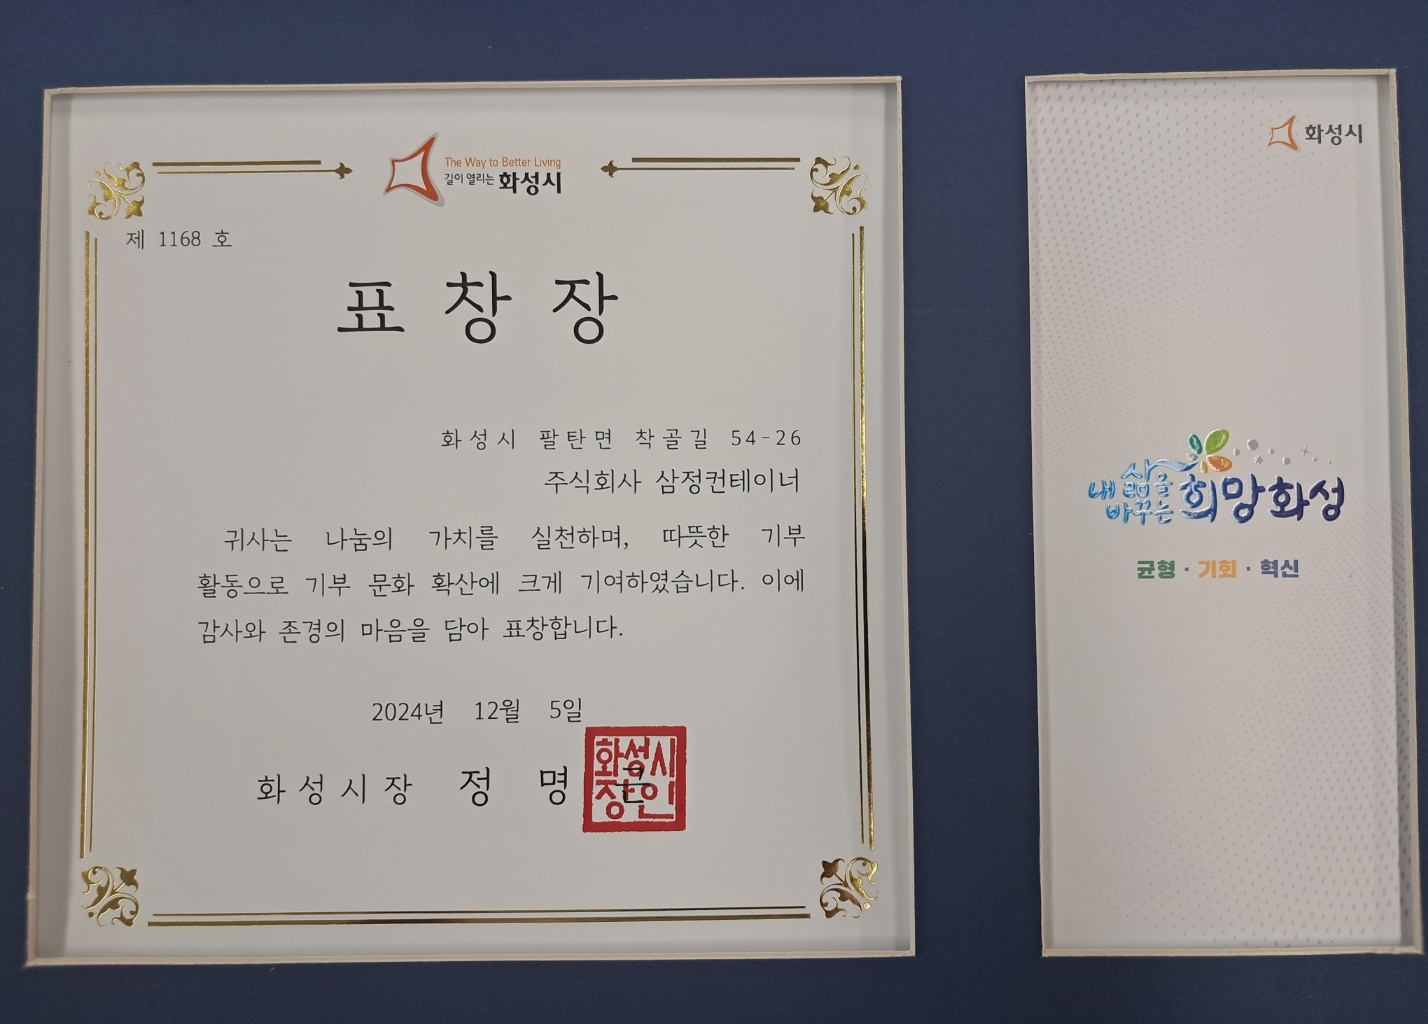 The Way to Better Living
길이 열리는 화성시
제 1168 호
표창장
화성시 팔탄면 착골길 54-26
주식회사 삼정컨테이너
귀사는 나눔의 가치를 실천하며, 따뜻한 기부
활동으로 기부 문화 확산에 크게 기여하였습니다. 이에
감사와 존경의 마음을 담아 표창합니다.
2024년 12월 5일
화성시장 정명근
화성시
장인
화성시
내 삶을
바꾸는 희망화성
균형·기회·혁신